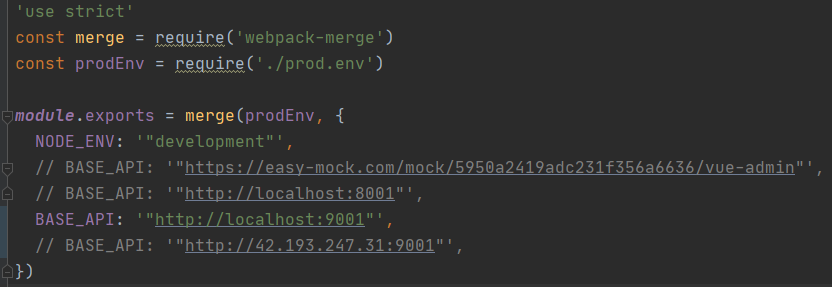 'use strict'
const merge = require('webpack-merge')
const prodEnv = require('./prod.env')
module.exports = merge(prodEnv, {
NODE_ENV: '"development"',
// BASE_API: '"https://easy-mock.com/mock/5950a2419adc231f356a6636/vue-admin"',
// BASE_API: '"http://localhost:8001"',
BASE_API: '"http://localhost:9001"',
// BASE_API: '"http://42.193.247.31:9001"',
})